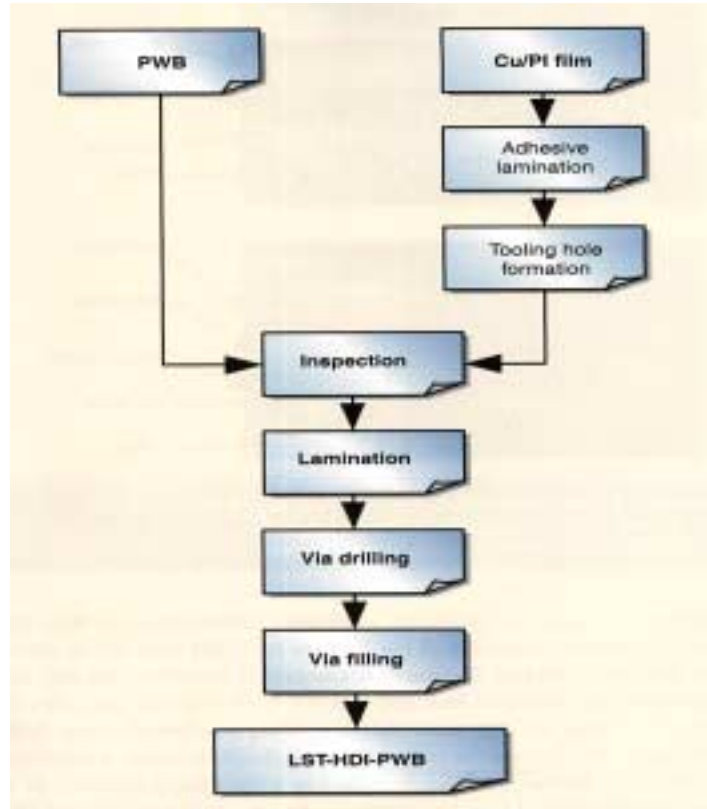 PWB
Cu/PI film
Adhesive
lamination
Tooling hole
formation
Inspection
Lamination
Via drilling
Via filling
LST-HDI-PWB